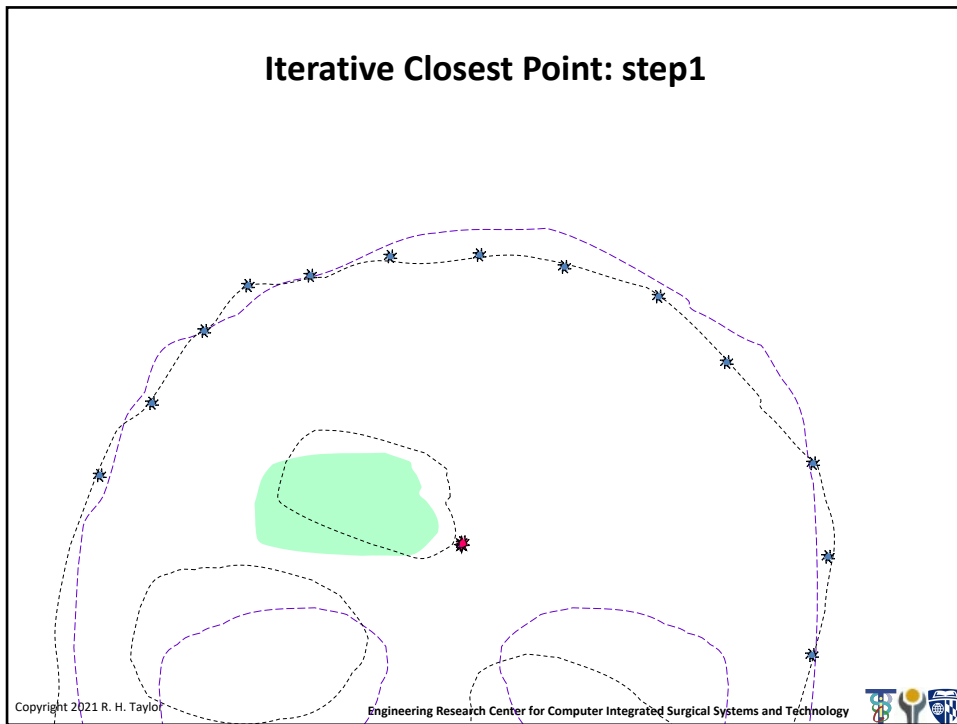 Iterative Closest Point: step1
Copyright 2021 R. H. Taylor
Engineering Research Center for Computer Integrated Surgical Systems and Technology